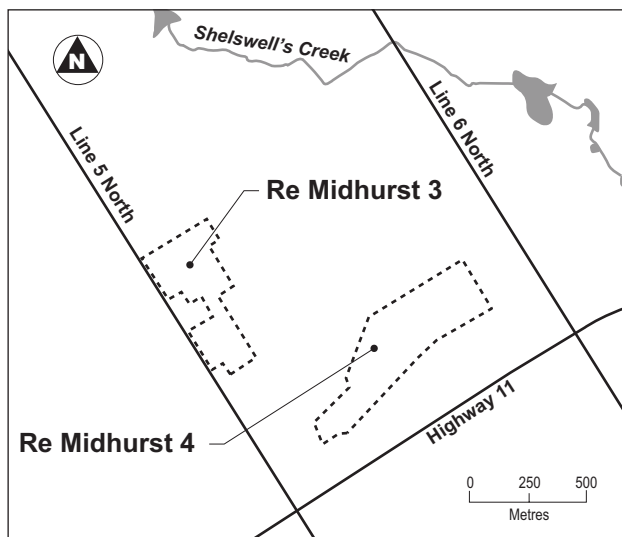 Shelswell's Creek
N
Line 5 North
Line 6 North
Re Midhurst 3
Re Midhurst 4
Highway 11
0 250 500
Metres